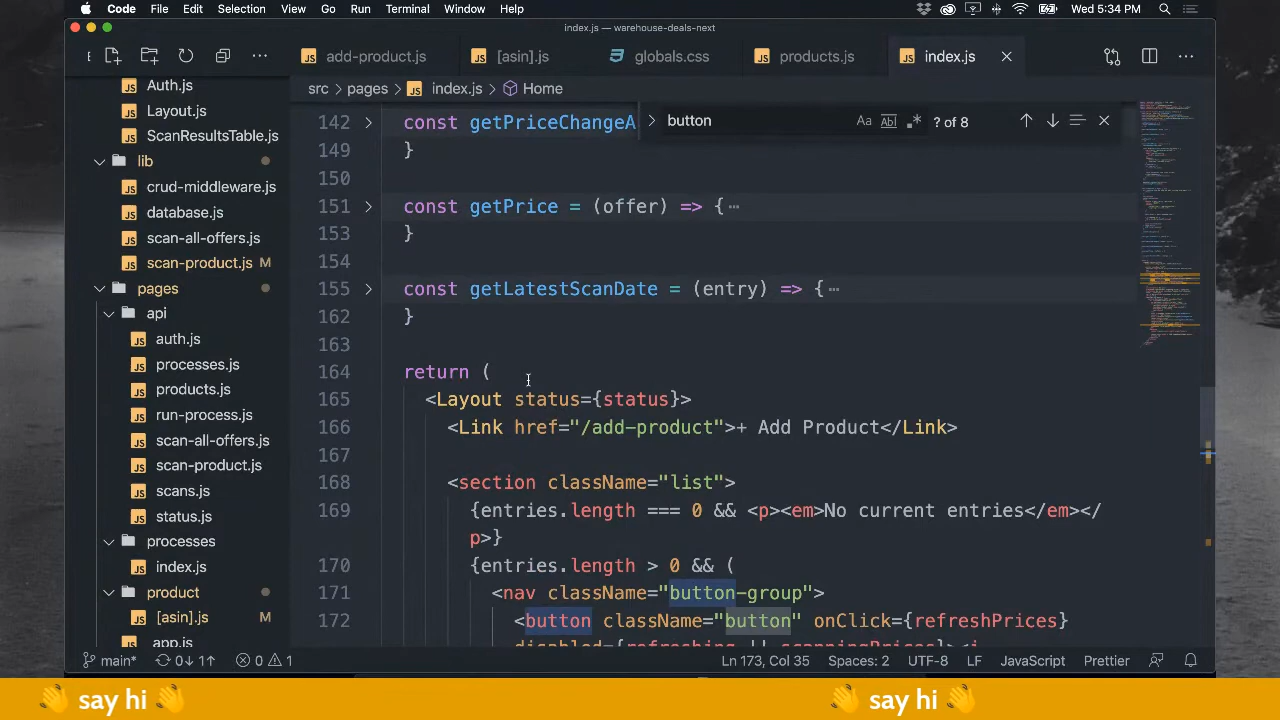 Code File Edit Selection View Go Run Terminal Window Help Wed 5:34 PM
index.js — warehouse-deals-next
add-product.js [asin].js globals.css products.js index.js
src > pages > index.js > Home
button Aa Ab| .* ? of 8
Auth.js
Layout.js
ScanResultsTable.js
lib
crud-middleware.js
database.js
scan-all-offers.js
scan-product.js M
pages
api
auth.js
processes.js
products.js
run-process.js
scan-all-offers.js
scan-product.js
scans.js
status.js
processes
index.js
product
[asin].js M
app.js
142 const getPriceChangeA
149 }
150
151 const getPrice = (offer) => { ⋯
153 }
154
155 const getLatestScanDate = (entry) => { ⋯
162 }
163
164 return (
165 <Layout status={status}>
166 <Link href="/add-product">+ Add Product</Link>
167
168 <section className="list">
169 {entries.length === 0 && <p><em>No current entries</em></
p>}
170 {entries.length > 0 && (
171 <nav className="button-group">
172 <button className="button" onClick={refreshPrices}
disabled={refreshing || scanningPrices}><i
main* 0↓ 1↑ 0 1 Ln 173, Col 35 Spaces: 2 UTF-8 LF JavaScript Prettier
👋 say hi 👋 👋 say hi 👋